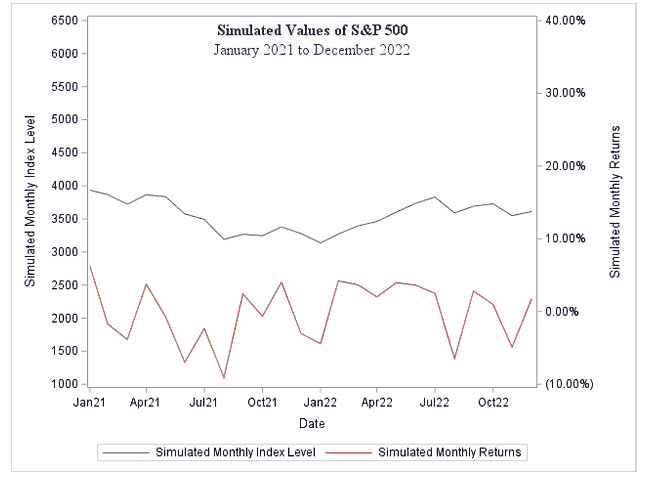 Simulated Values of S&P 500
January 2021 to December 2022
6500
6000
5500
5000
4500
4000
3500
3000
2500
2000
1500
1000
Simulated Monthly Index Level
40.00%
30.00%
20.00%
10.00%
0.00%
(10.00%)
Simulated Monthly Returns
Jan21 Apr21 Jul21 Oct21 Jan22 Apr22 Jul22 Oct22
Date
Simulated Monthly Index Level Simulated Monthly Returns